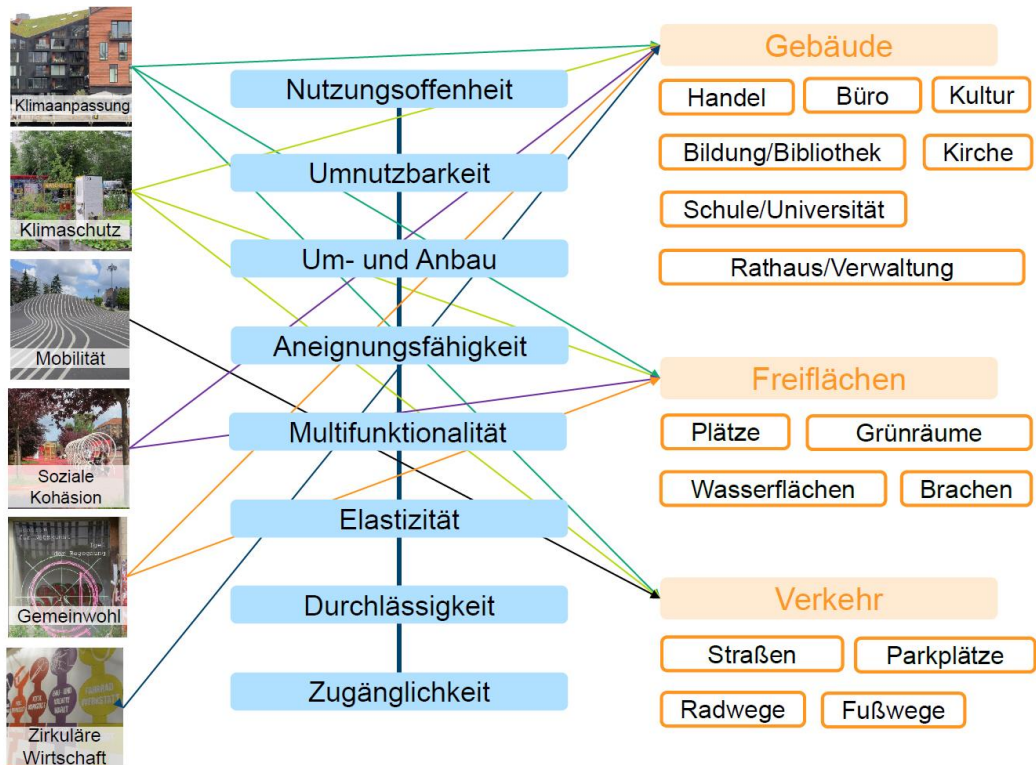 Klimaanpassung
Klimaschutz
Mobilität
Soziale
Kohäsion
Gemeinwohl
Zirkuläre
Wirtschaft
Nutzungsoffenheit
Umnutzbarkeit
Um- und Anbau
Aneignungsfähigkeit
Multifunktionalität
Elastizität
Durchlässigkeit
Zugänglichkeit
Gebäude
Handel Büro Kultur
Bildung/Bibliothek Kirche
Schule/Universität
Rathaus/Verwaltung
Freiflächen
Plätze Grünräume
Wasserflächen Brachen
Verkehr
Straßen Parkplätze
Radwege Fußwege